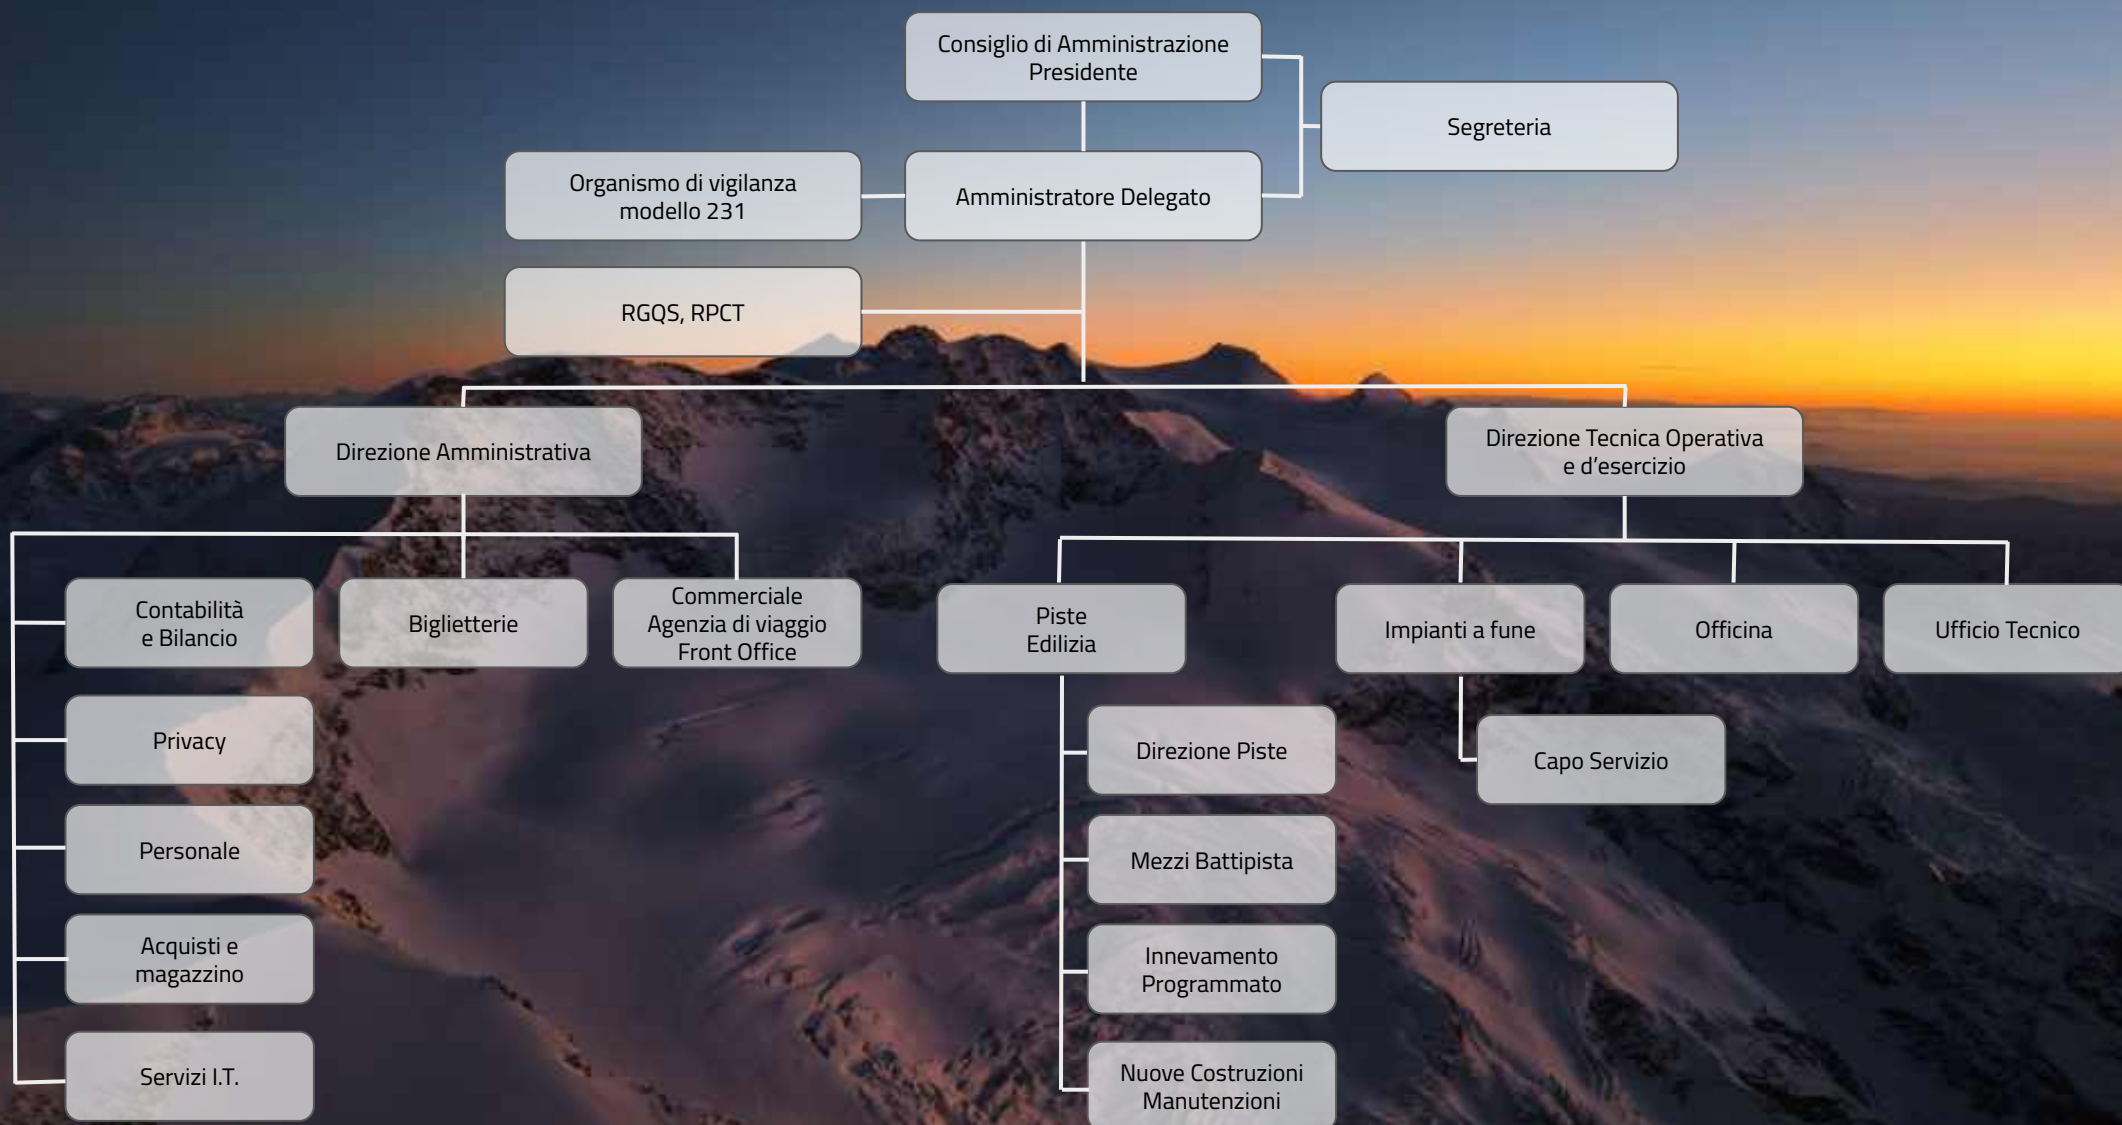 Consiglio di Amministrazione
Presidente
Segreteria
Organismo di vigilanza
modello 231
Amministratore Delegato
RGQS, RPCT
Direzione Amministrativa
Direzione Tecnica Operativa
e d'esercizio
Contabilità
e Bilancio
Biglietterie
Commerciale
Agenzia di viaggio
Front Office
Piste
Edilizia
Impianti a fune
Officina
Ufficio Tecnico
Privacy
Personale
Acquisti e
magazzino
Servizi I.T.
Direzione Piste
Mezzi Battipista
Innevamento
Programmato
Nuove Costruzioni
Manutenzioni
Capo Servizio